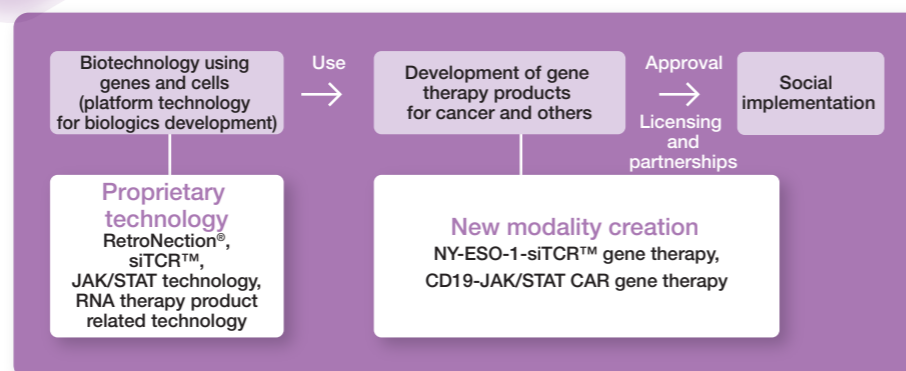 Biotechnology using
genes and cells
(platform technology
for biologics development)
Use
Development of gene
therapy products
for cancer and others
Approval
Licensing
and
partnerships
Social
implementation
Proprietary
technology
RetroNection®,
siTCR™,
JAK/STAT technology,
RNA therapy product
related technology
New modality creation
NY-ESO-1-siTCR™ gene therapy,
CD19-JAK/STAT CAR gene therapy